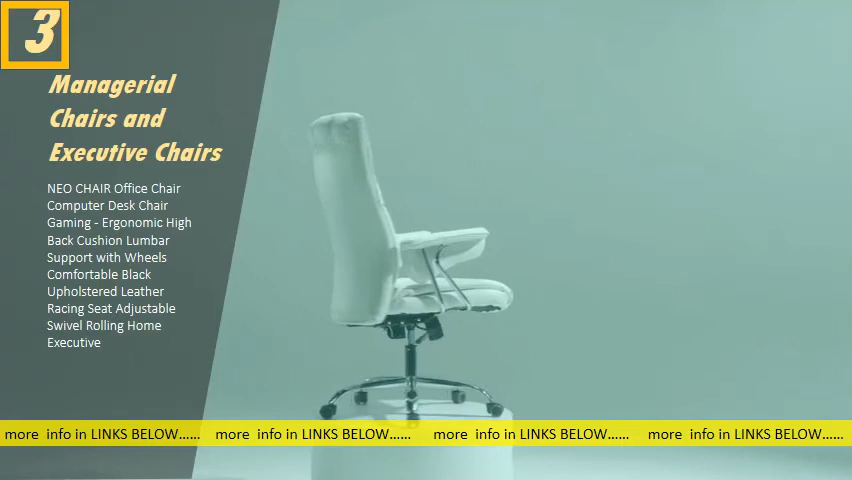 3
Managerial
Chairs and
Executive Chairs
NEO CHAIR Office Chair
Computer Desk Chair
Gaming - Ergonomic High
Back Cushion Lumbar
Support with Wheels
Comfortable Black
Upholstered Leather
Racing Seat Adjustable
Swivel Rolling Home
Executive
more  info in LINKS BELOW...... more  info in LINKS BELOW...... more  info in LINKS BELOW...... more  info in LINKS BELOW......